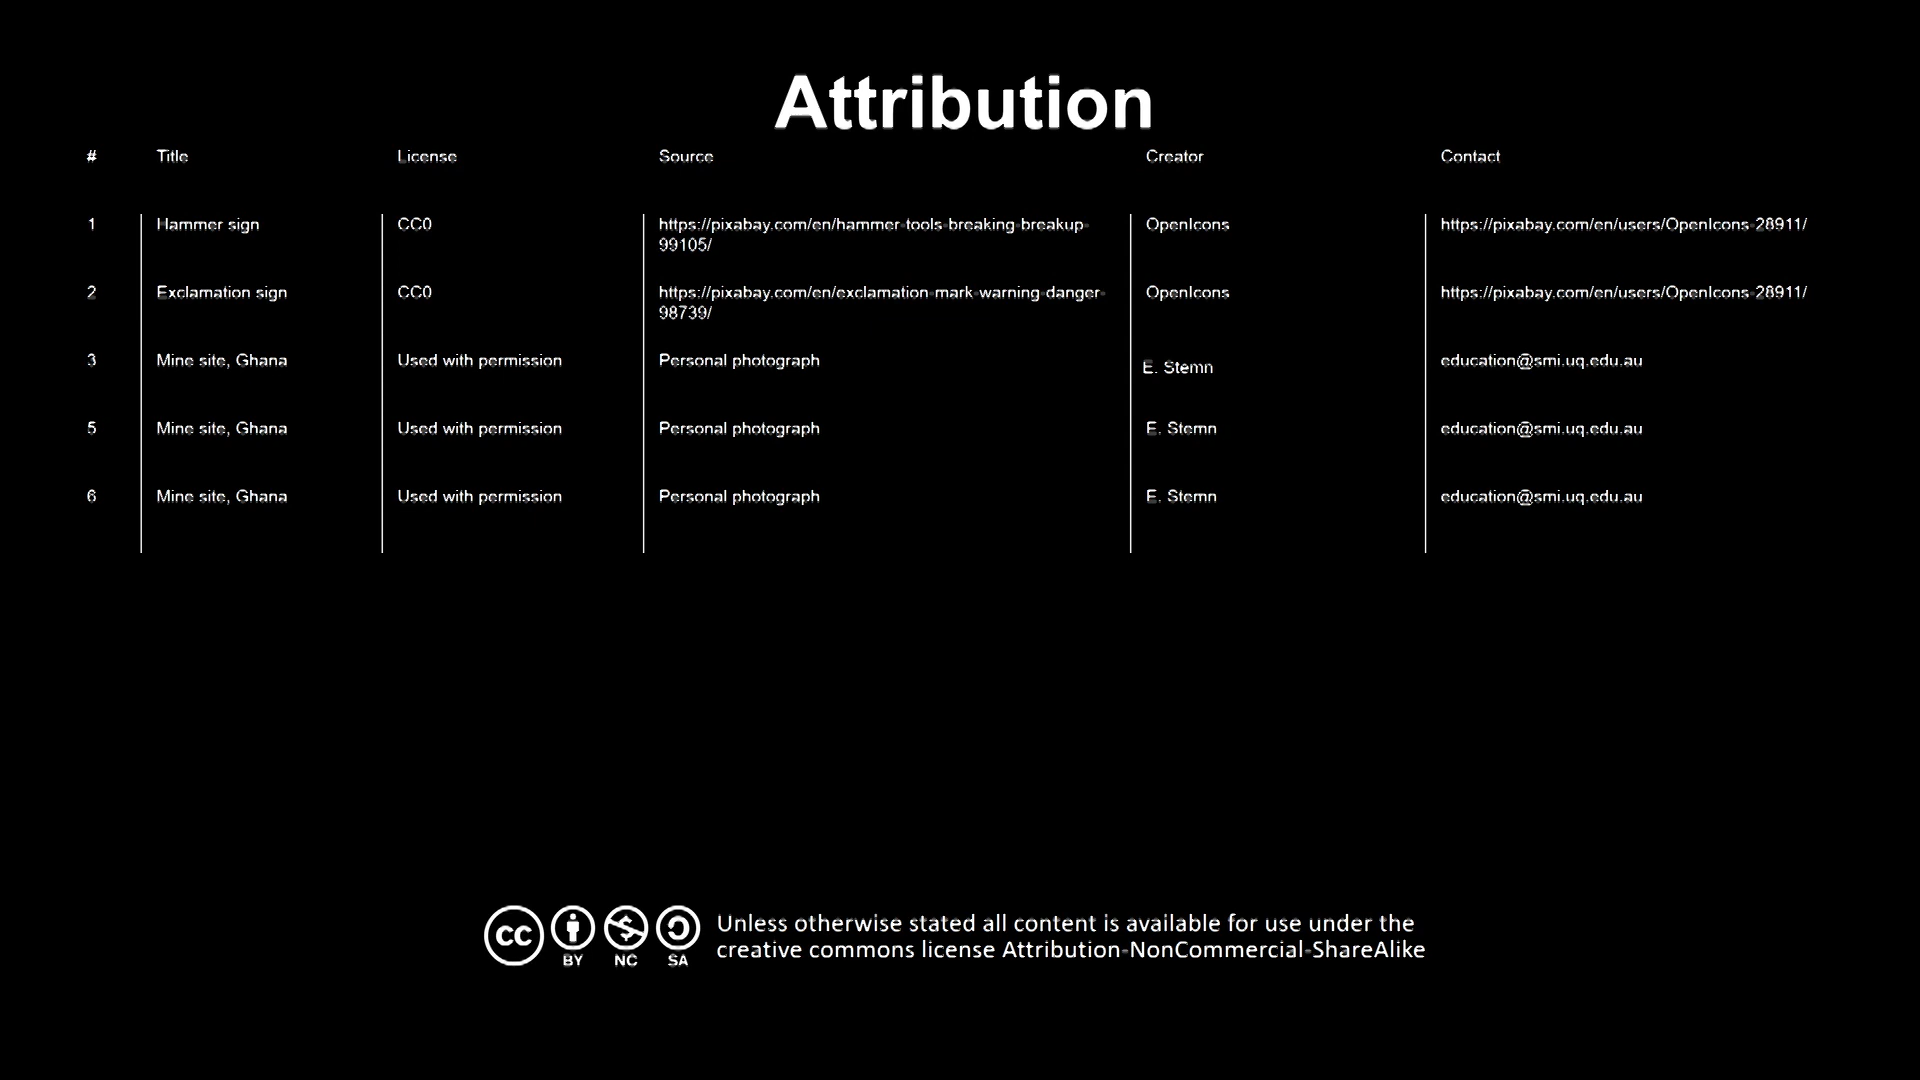 Attribution
# Title License Source Creator Contact
1 Hammer sign CC0 https://pixabay.com/en/hammer-tools-breaking-breakup- OpenIcons https://pixabay.com/en/users/OpenIcons-28911/
99105/
2 Exclamation sign CC0 https://pixabay.com/en/exclamation-mark-warning-danger- OpenIcons https://pixabay.com/en/users/OpenIcons-28911/
98739/
3 Mine site, Ghana Used with permission Personal photograph E. Stemn education@smi.uq.edu.au
5 Mine site, Ghana Used with permission Personal photograph E. Stemn education@smi.uq.edu.au
6 Mine site, Ghana Used with permission Personal photograph E. Stemn education@smi.uq.edu.au
cc BY NC SA
Unless otherwise stated all content is available for use under the
creative commons license Attribution-NonCommercial-ShareAlike